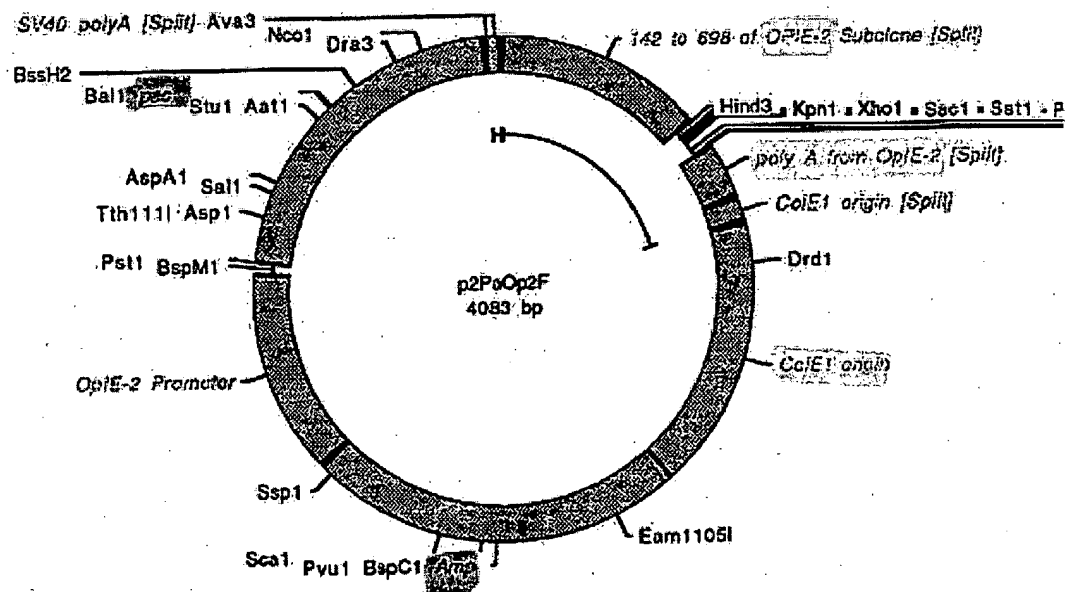 SV40 polyA [Split] Ava3
Nco1
Dra3
142 to 698 of OPIE-2 Subclone [Split]
BssH2
Bal1 pac
Stu1 Aat1
Hind3 Kpn1 Xho1 Sac1 Sst1 P
poly A from OpIE-2 [Split]
AspA1
Sal1
ColE1 origin [Split]
Tth111I Asp1
Pst1 BspM1
Drd1
p2PoOp2F
4083 bp
OpIE-2 Promoter
ColE1 origin
Ssp1
Eam1105I
Sca1 Pvu1 BspC1 Amp